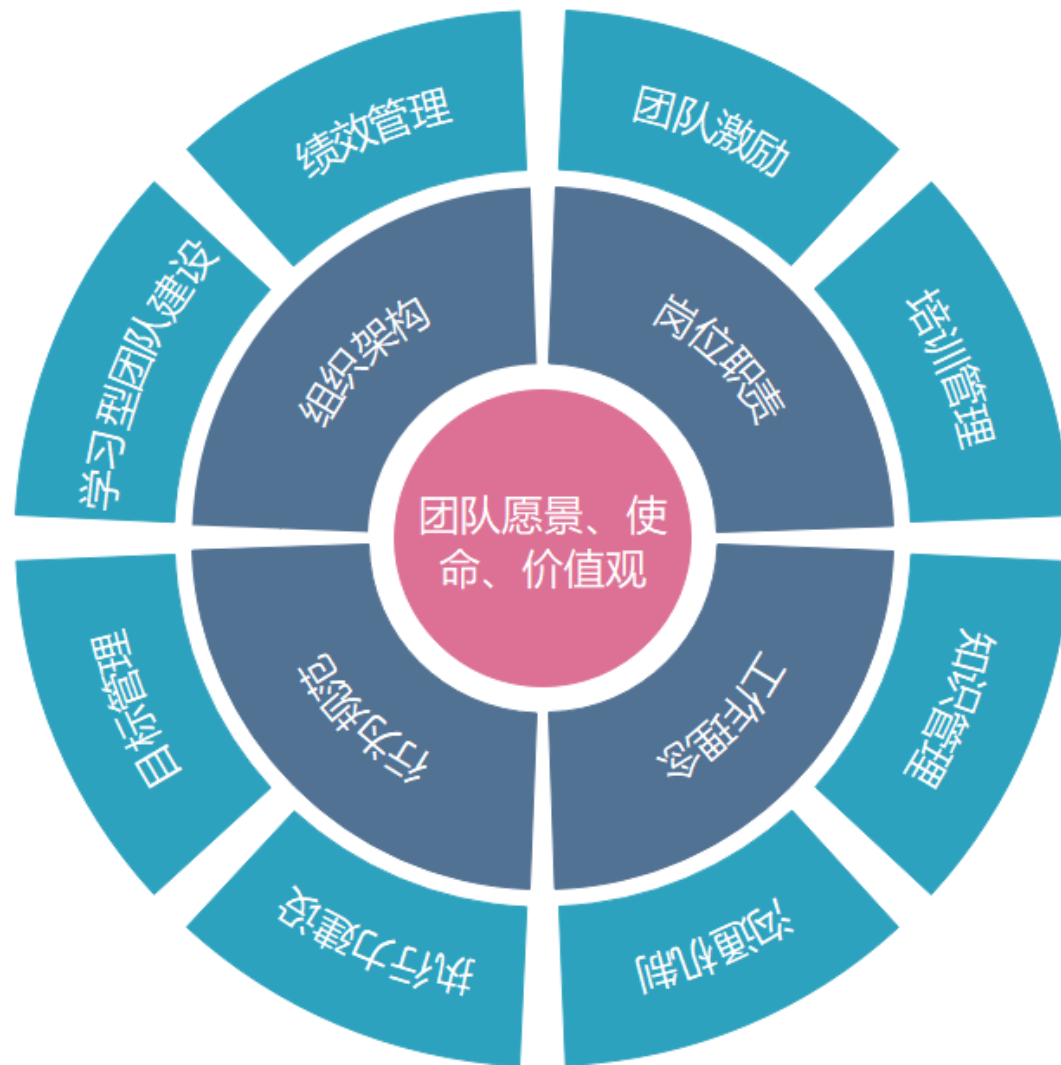 绩效管理
团队激励
学习型团队建设
组织架构
岗位职责
培训管理
团队愿景、使
命、价值观
目标管理
行为规范
工作理念
知识管理
执行力建设
沟通机制